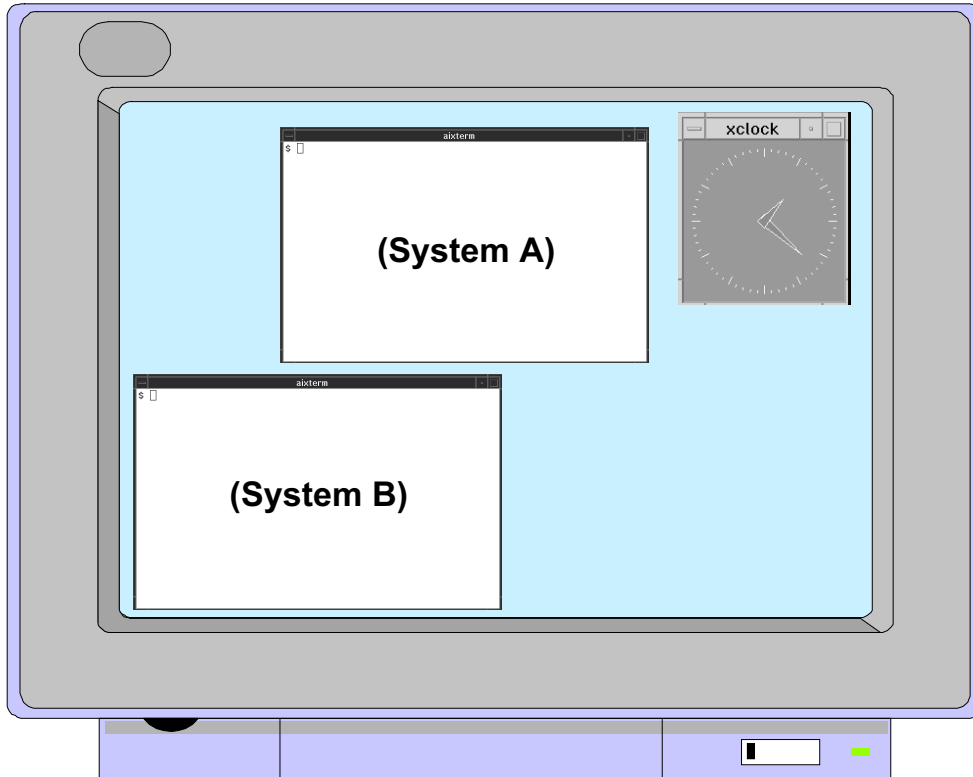 aixterm
xclock
$
(System A)
aixterm
$
(System B)